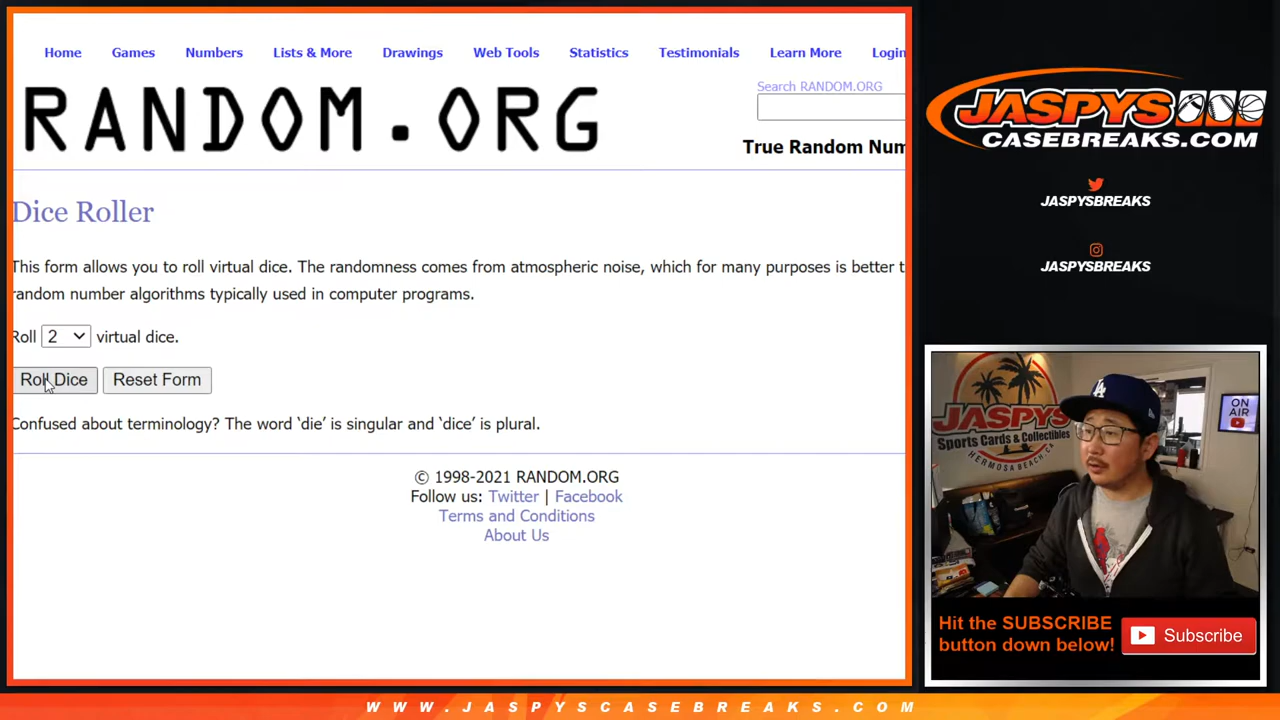 Home Games Numbers Lists & More Drawings Web Tools Statistics Testimonials Learn More Login
RANDOM.ORG
Search RANDOM.ORG
True Random Num
Dice Roller
This form allows you to roll virtual dice. The randomness comes from atmospheric noise, which for many purposes is better t
random number algorithms typically used in computer programs.
Roll 2 virtual dice.
Roll Dice Reset Form
Confused about terminology? The word ‘die’ is singular and ‘dice’ is plural.
© 1998-2021 RANDOM.ORG
Follow us: Twitter | Facebook
Terms and Conditions
About Us
JASPYS
CASEBREAKS.COM
JASPYSBREAKS
JASPYSBREAKS
JASPYS
Sports Cards & Collectibles
HERMOSA BEACH, CA
LA
ON
AIR
Hit the SUBSCRIBE
button down below!
Subscribe
WWW.JASPYSCASEBREAKS.COM